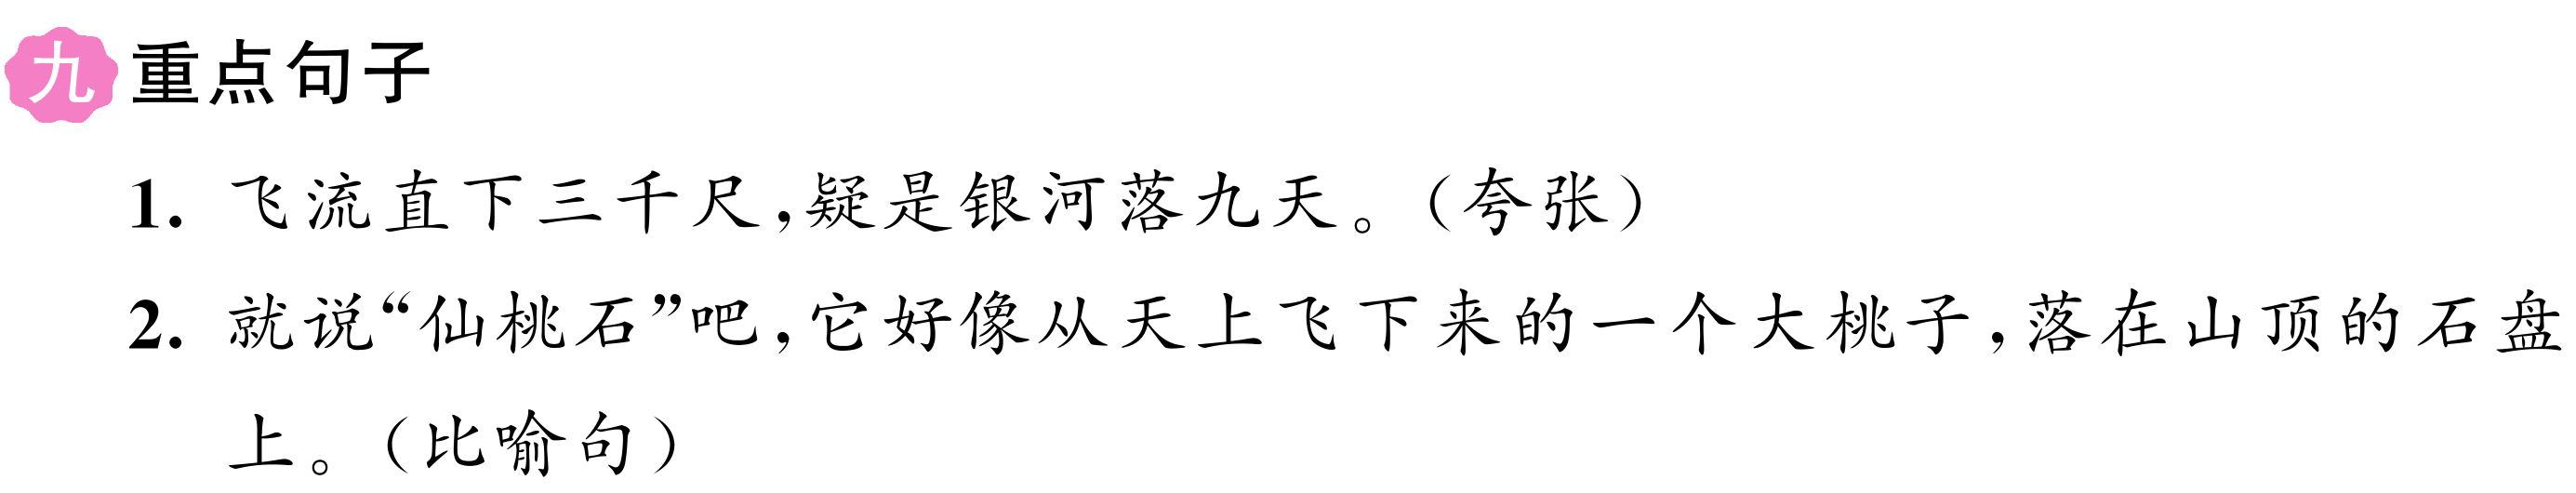 九 重点句子
1. 飞流直下三千尺,疑是银河落九天。(夸张)
2. 就说“仙桃石”吧,它好像从天上飞下来的一个大桃子,落在山顶的石盘
上。(比喻句)